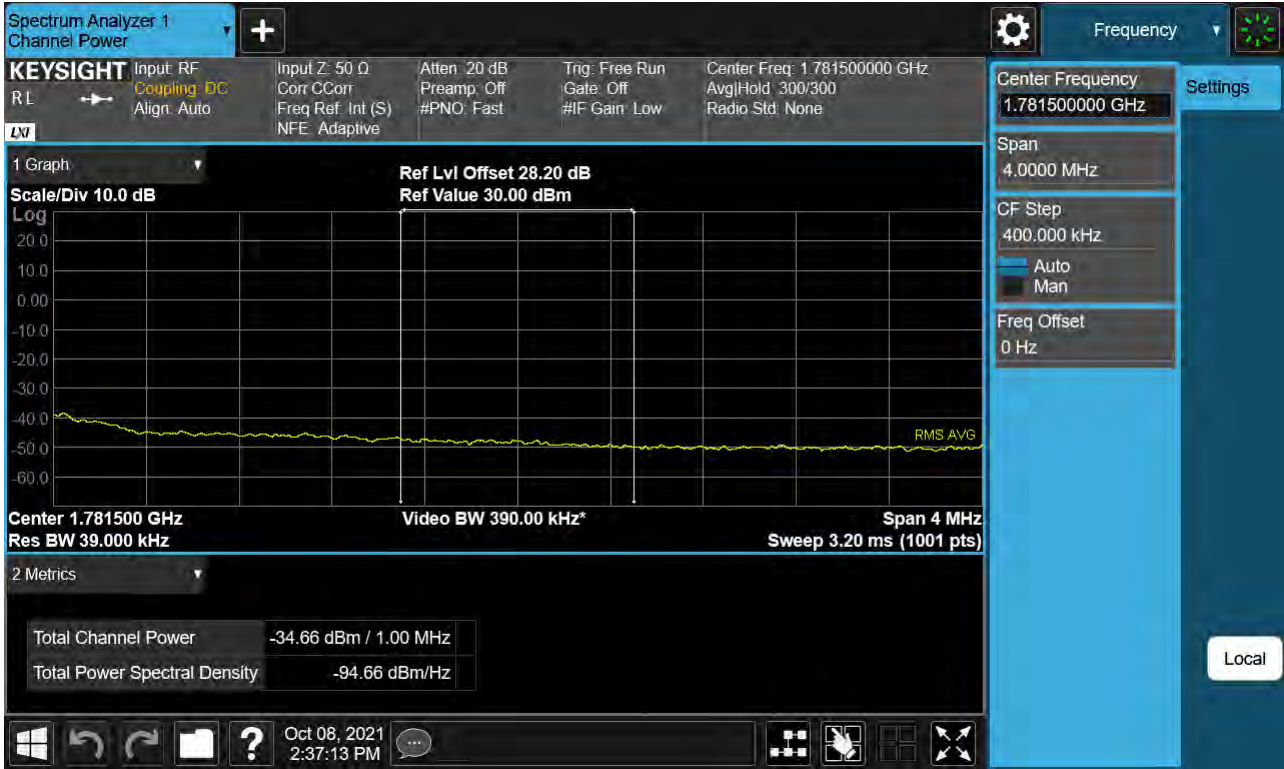 Spectrum Analyzer 1
Channel Power
Frequency
KEYSIGHT
RL
LXI
Input: RF
Coupling: DC
Align: Auto
Input Z: 50 Ω
Corr CCorr
Freq Ref: Int (S)
NFE: Adaptive
Atten: 20 dB
Preamp: Off
#PNO: Fast
Trig: Free Run
Gate: Off
#IF Gain: Low
Center Freq: 1.781500000 GHz
Avg|Hold: 300/300
Radio Std: None
Center Frequency
1.781500000 GHz
Settings
Span
4.0000 MHz
CF Step
400.000 kHz
Auto
Man
Freq Offset
0 Hz
1 Graph
Scale/Div 10.0 dB
Ref Lvl Offset 28.20 dB
Ref Value 30.00 dBm
Log
20.0
10.0
0.00
-10.0
-20.0
-30.0
-40.0
-50.0
-60.0
RMS AVG
Center 1.781500 GHz
Res BW 39.000 kHz
Video BW 390.00 kHz*
Span 4 MHz
Sweep 3.20 ms (1001 pts)
2 Metrics
Total Channel Power -34.66 dBm / 1.00 MHz
Total Power Spectral Density -94.66 dBm/Hz
Local
?
Oct 08, 2021
2:37:13 PM